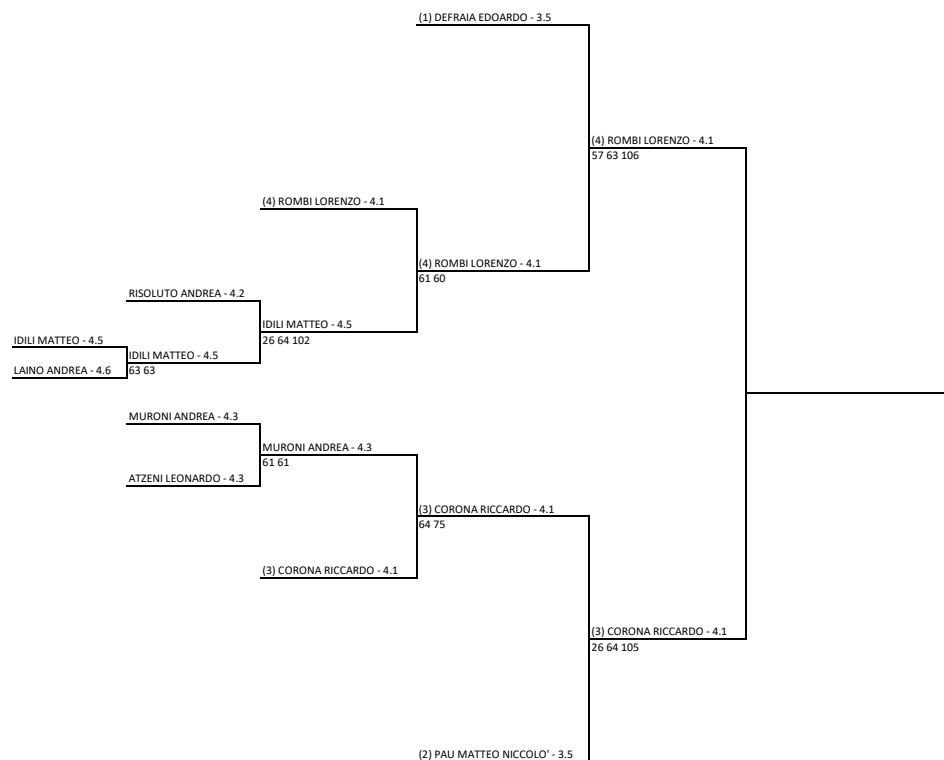 (1) DEFRAIA EDOARDO - 3.5
(4) ROMBI LORENZO - 4.1
57 63 106
(4) ROMBI LORENZO - 4.1
(4) ROMBI LORENZO - 4.1
61 60
RISOLUTO ANDREA - 4.2
IDILI MATTEO - 4.5
26 64 102
IDILI MATTEO - 4.5
IDILI MATTEO - 4.5
63 63
LAINO ANDREA - 4.6
MURONI ANDREA - 4.3
MURONI ANDREA - 4.3
61 61
ATZENI LEONARDO - 4.3
(3) CORONA RICCARDO - 4.1
64 75
(3) CORONA RICCARDO - 4.1
(3) CORONA RICCARDO - 4.1
26 64 105
(2) PAU MATTEO NICCOLO' - 3.5